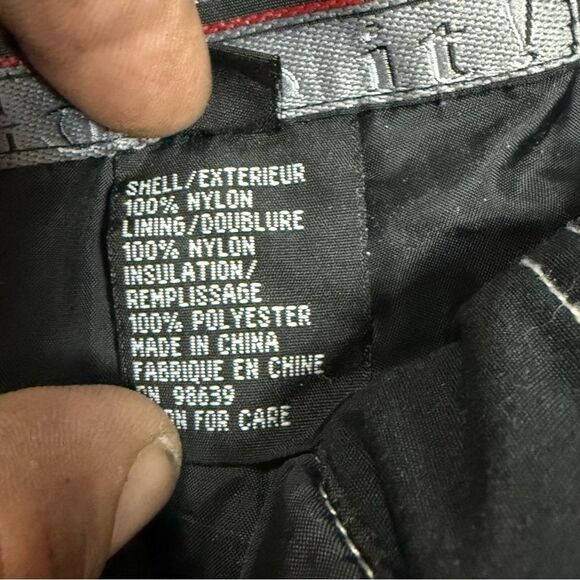 it
SHELL/EXTERIEUR
100% NYLON
LINING/DOUBLURE
100% NYLON
INSULATION/
REMPLISSAGE
100% POLYESTER
MADE IN CHINA
FABRIQUE EN CHINE
98639
FOR CARE